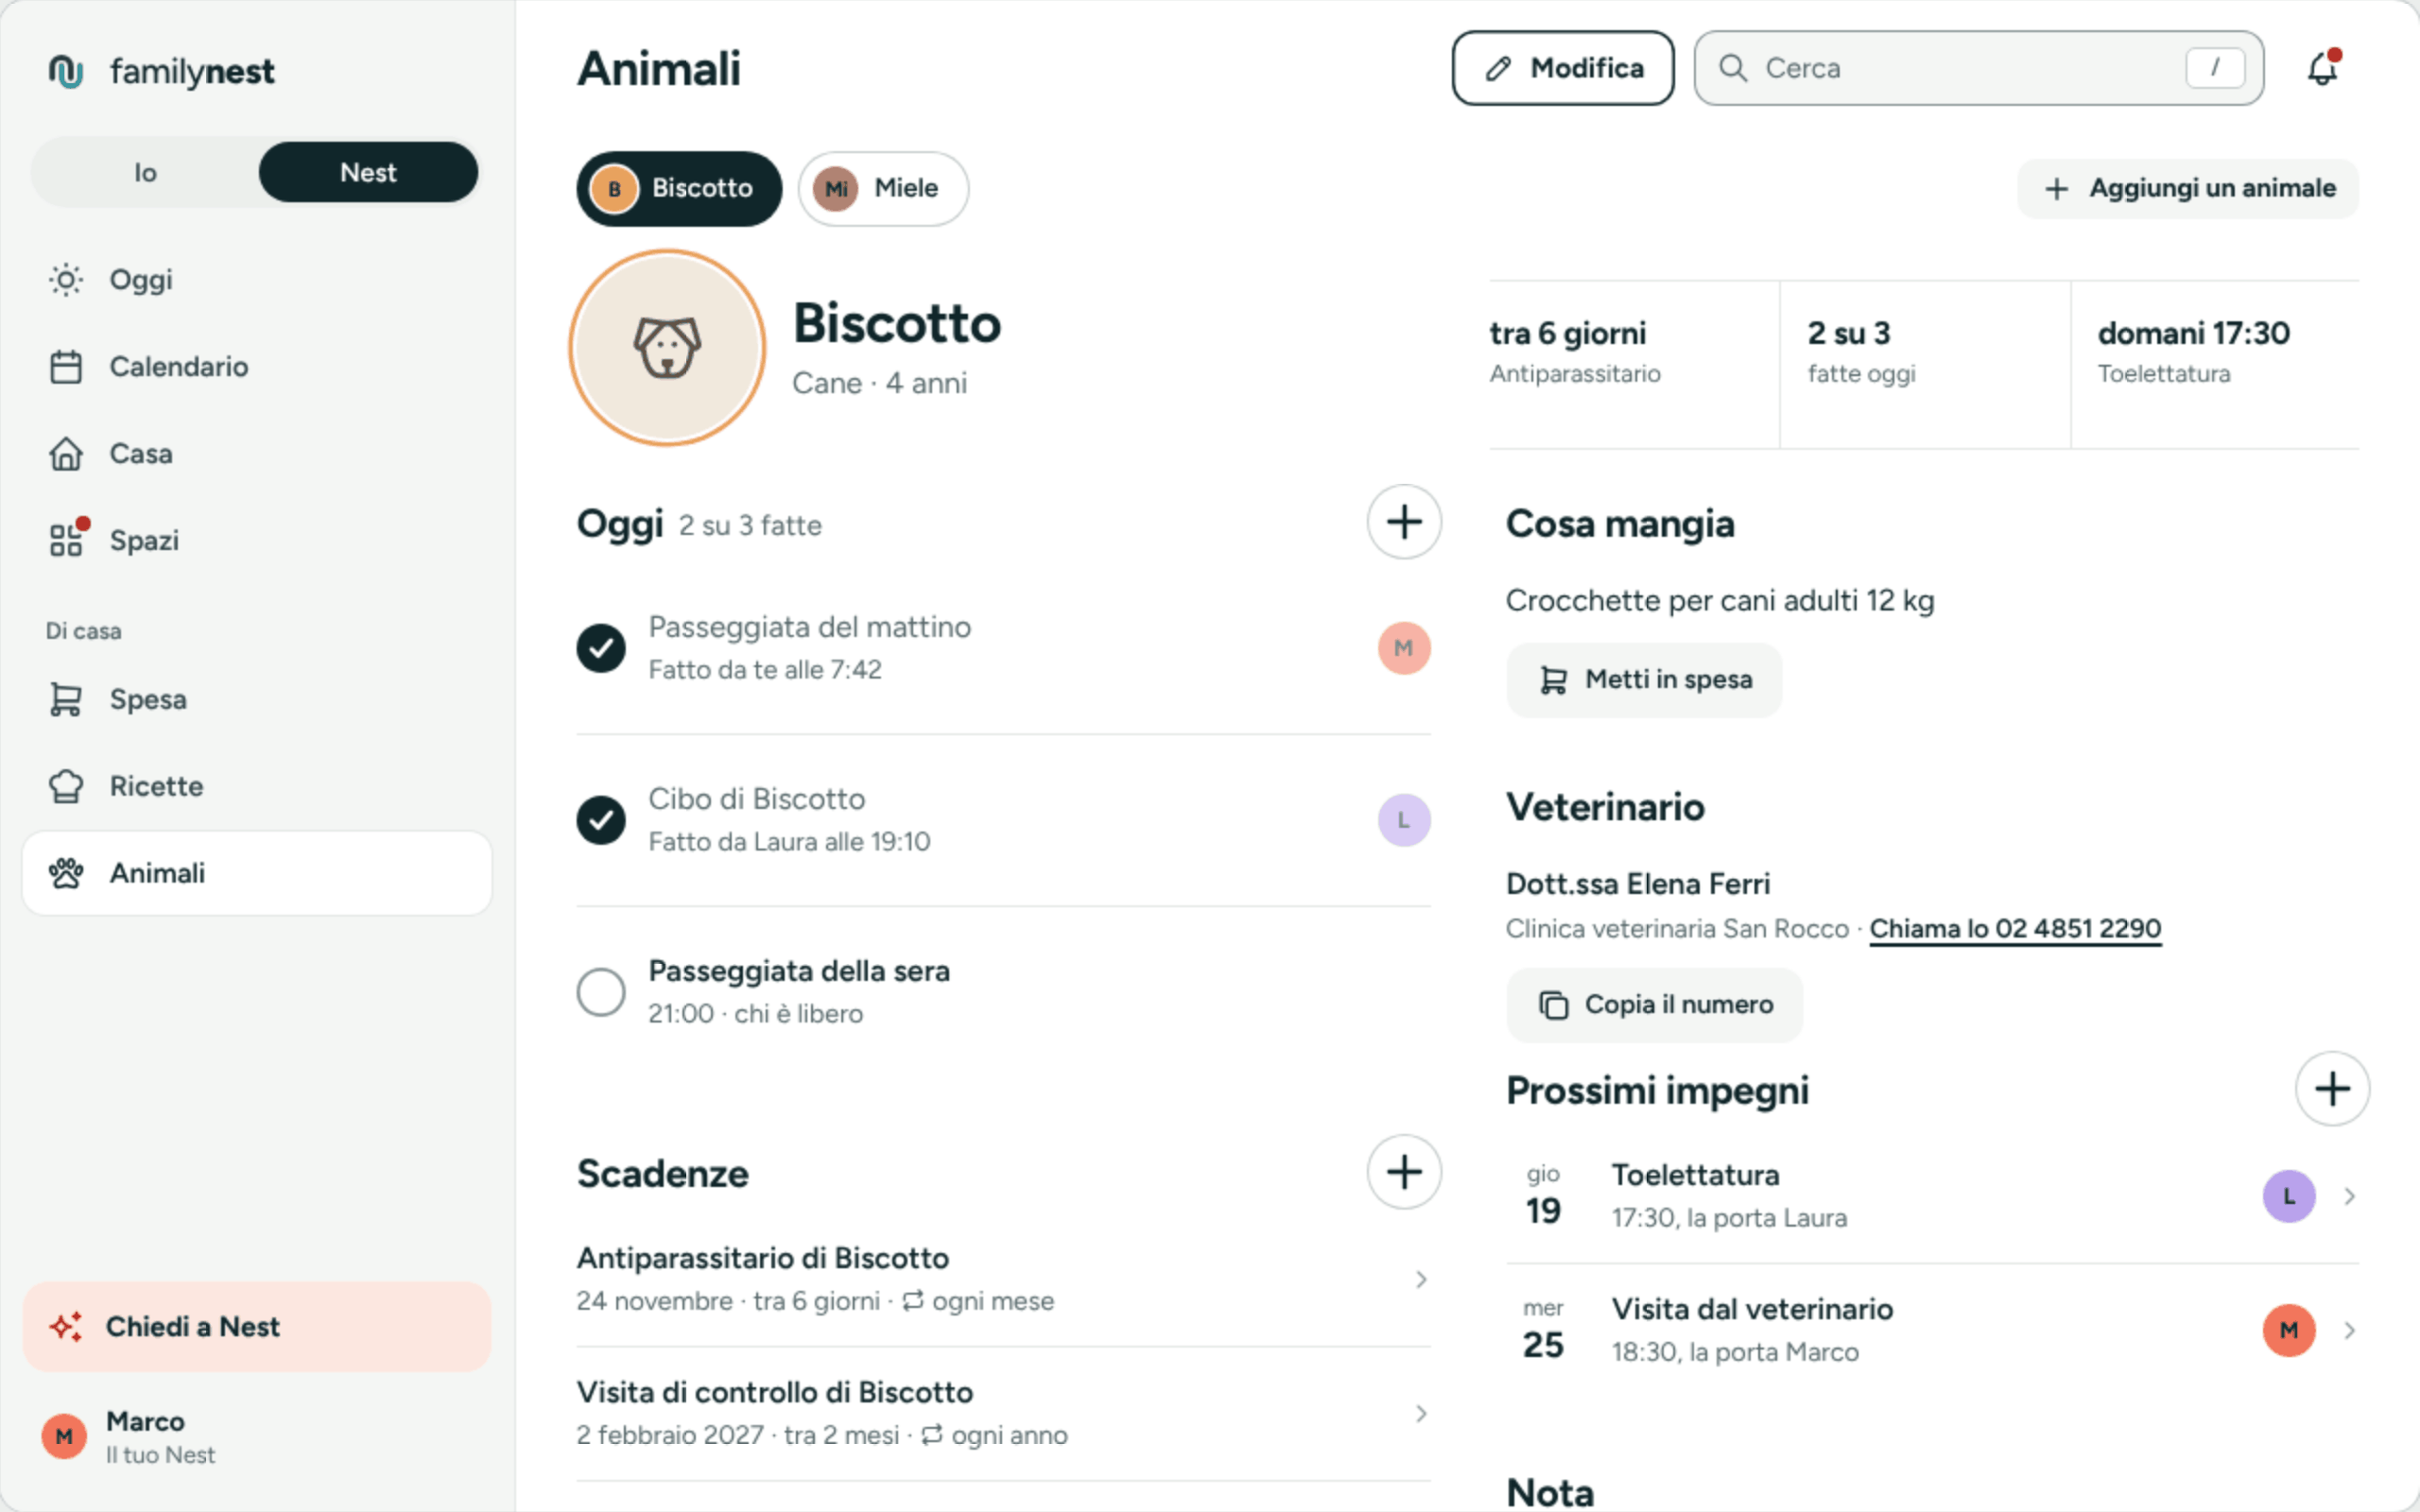 familynest
Io
Nest
Oggi
Calendario
Casa
Spazi
Di casa
Spesa
Ricette
Animali
Chiedi a Nest
M
Marco
Il tuo Nest
Animali
Modifica
Cerca
/
B
Biscotto
Mi
Miele
Aggiungi un animale
Biscotto
Cane · 4 anni
tra 6 giorni
Antiparassitario
2 su 3
fatte oggi
domani 17:30
Toelettatura
Oggi 2 su 3 fatte
Passeggiata del mattino
Fatto da te alle 7:42
M
Cibo di Biscotto
Fatto da Laura alle 19:10
L
Passeggiata della sera
21:00 · chi è libero
Scadenze
Antiparassitario di Biscotto
24 novembre · tra 6 giorni · ogni mese
Visita di controllo di Biscotto
2 febbraio 2027 · tra 2 mesi · ogni anno
Cosa mangia
Crocchette per cani adulti 12 kg
Metti in spesa
Veterinario
Dott.ssa Elena Ferri
Clinica veterinaria San Rocco · Chiama lo 02 4851 2290
Copia il numero
Prossimi impegni
gio
19
Toelettatura
17:30, la porta Laura
L
mer
25
Visita dal veterinario
18:30, la porta Marco
M
Nota